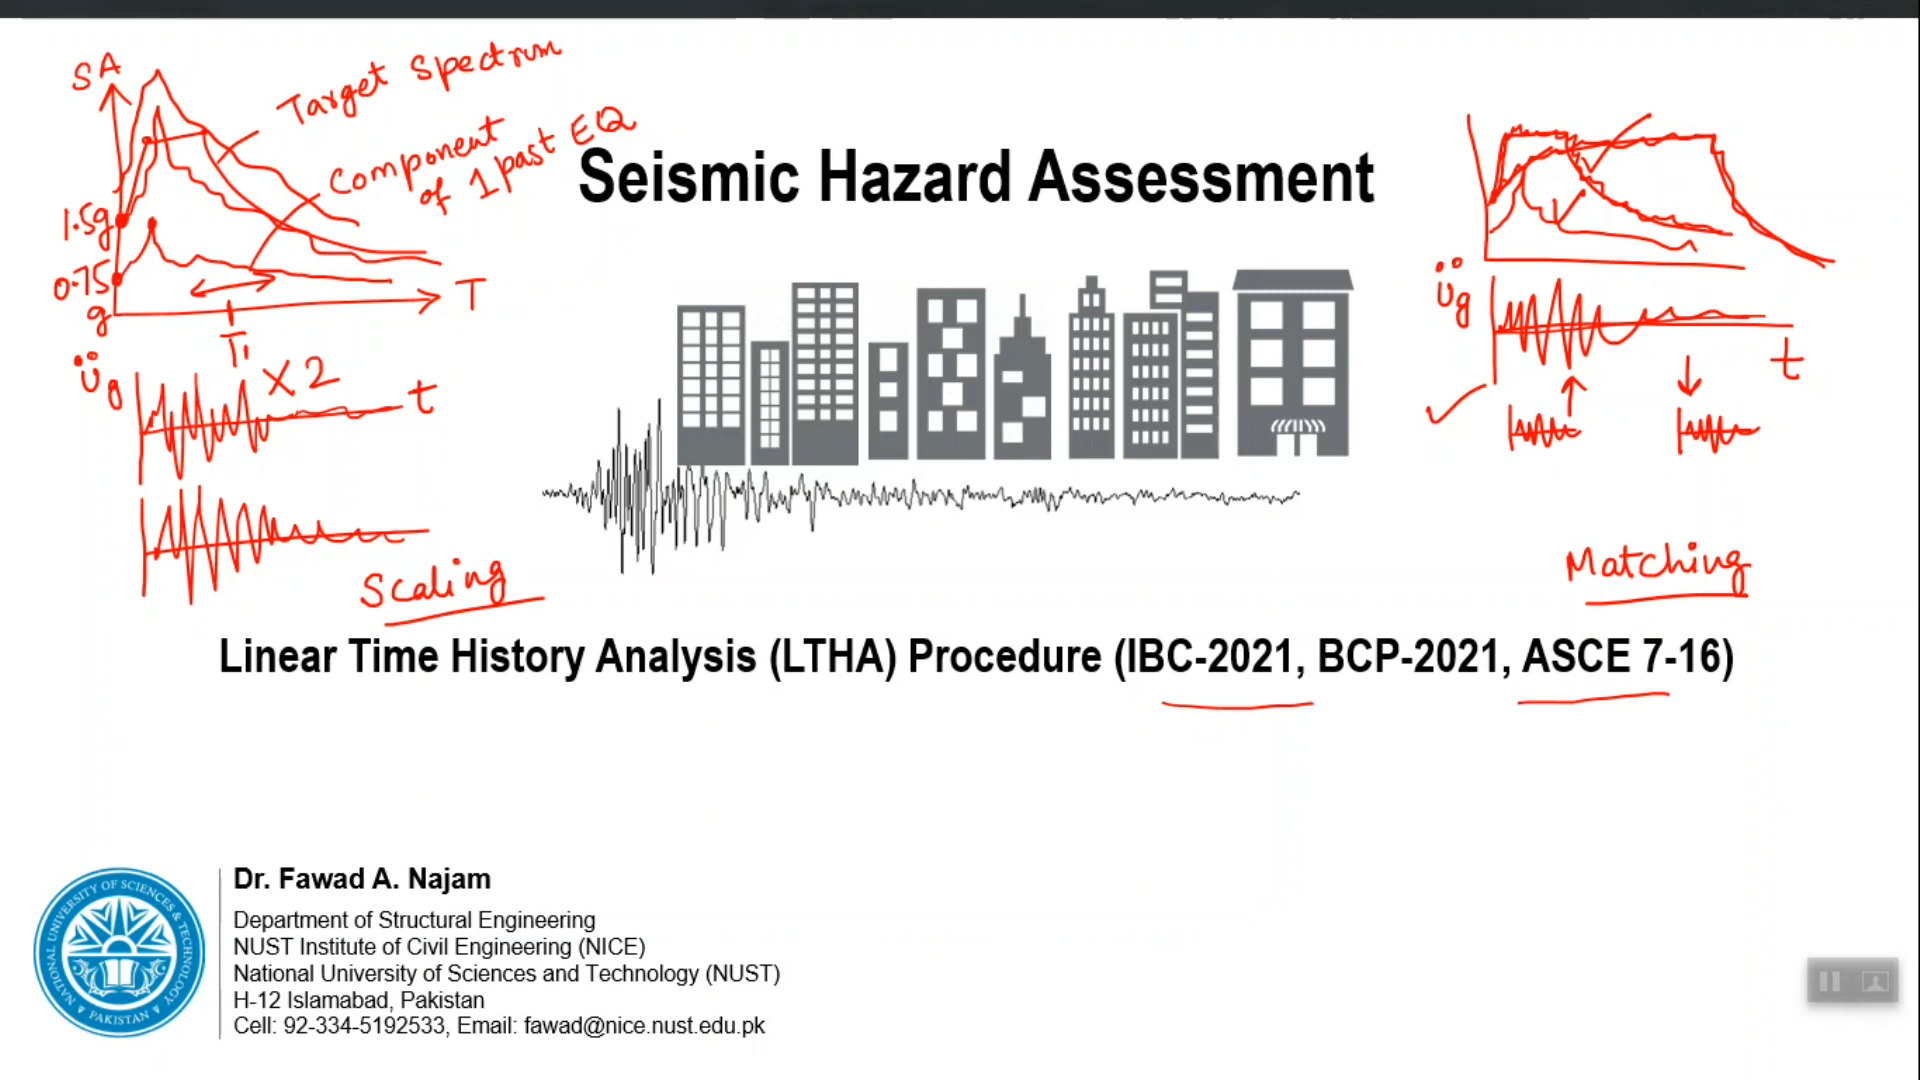 SA
Target Spectrum
Component
of 1 past EQ
1.5g
0.75
g
T
T1
üg
X2
t
Scaling
Seismic Hazard Assessment
üg
t
Matching
Linear Time History Analysis (LTHA) Procedure (IBC-2021, BCP-2021, ASCE 7-16)
Dr. Fawad A. Najam
Department of Structural Engineering
NUST Institute of Civil Engineering (NICE)
National University of Sciences and Technology (NUST)
H-12 Islamabad, Pakistan
Cell: 92-334-5192533, Email: fawad@nice.nust.edu.pk
NATIONAL UNIVERSITY OF SCIENCES & TECHNOLOGY
PAKISTAN